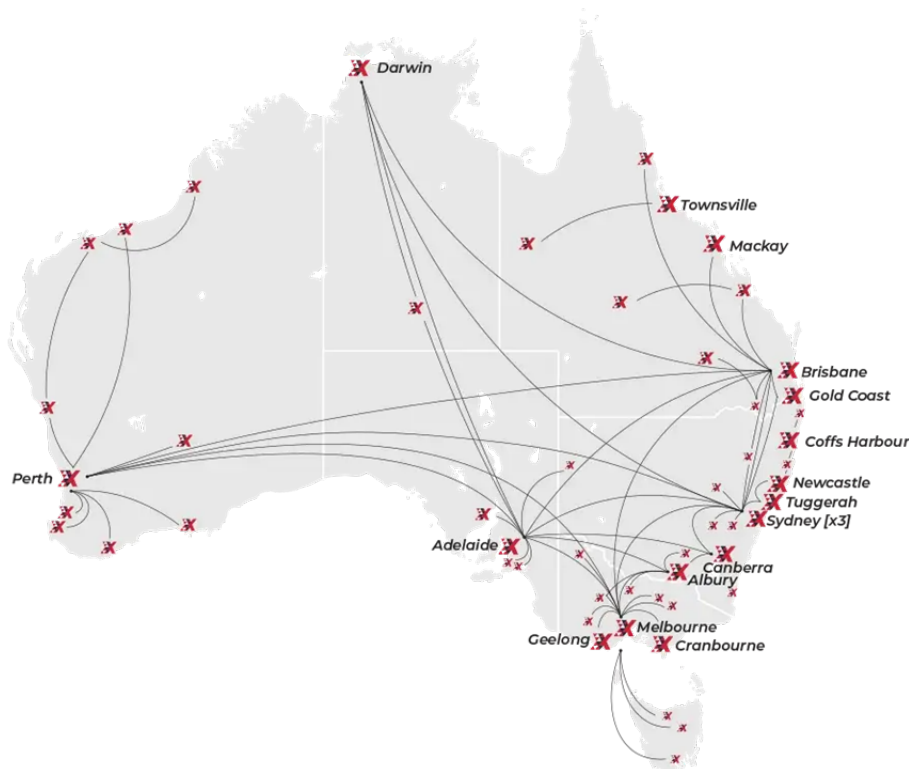 Darwin
Townsville
Mackay
Brisbane
Gold Coast
Coffs Harbour
Perth
Newcastle
Tuggerah
Sydney [x3]
Adelaide
Canberra
Albury
Melbourne
Geelong
Cranbourne